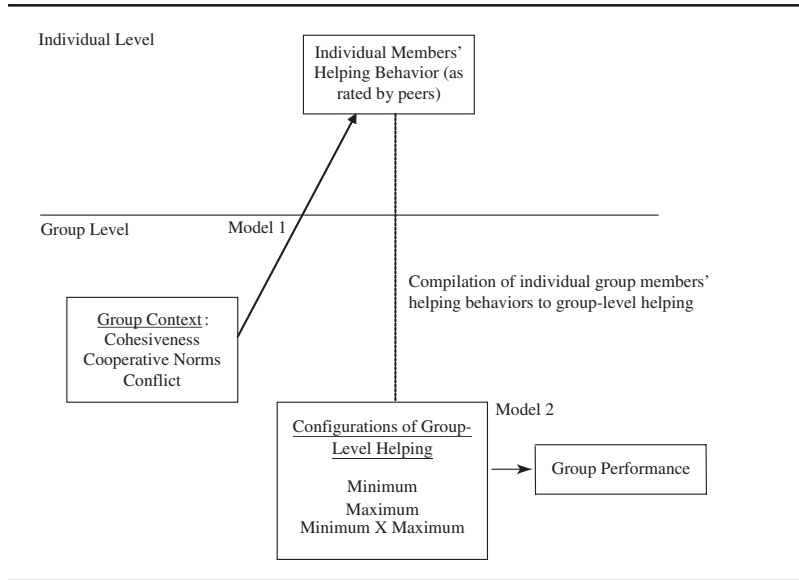 Individual Level
Individual Members'
Helping Behavior (as
rated by peers)
Group Level
Model 1
Compilation of individual group members'
helping behaviors to group-level helping
Group Context:
Cohesiveness
Cooperative Norms
Conflict
Model 2
Configurations of Group-
Level Helping
Minimum
Maximum
Minimum X Maximum
Group Performance